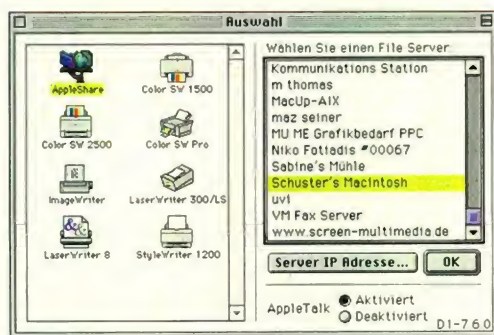 Auswahl
AppleShare
Color SW 1500
Color SW 2500
Color SW Pro
ImageWriter
LaserWriter 300/LS
LaserWriter 8
StyleWriter 1200
Wählen Sie einen File Server
Kommunikations Station
m thomas
MacUp-AIX
maz seiner
MU ME Grafikbedarf PPC
Niko Fotiadis #00067
Sabine's Mühle
Schuster's Macintosh
uvi
VM Fax Server
www.screen-multimedia.de
Server IP Adresse...
OK
AppleTalk
Aktiviert
Deaktiviert
D1-7.6.0